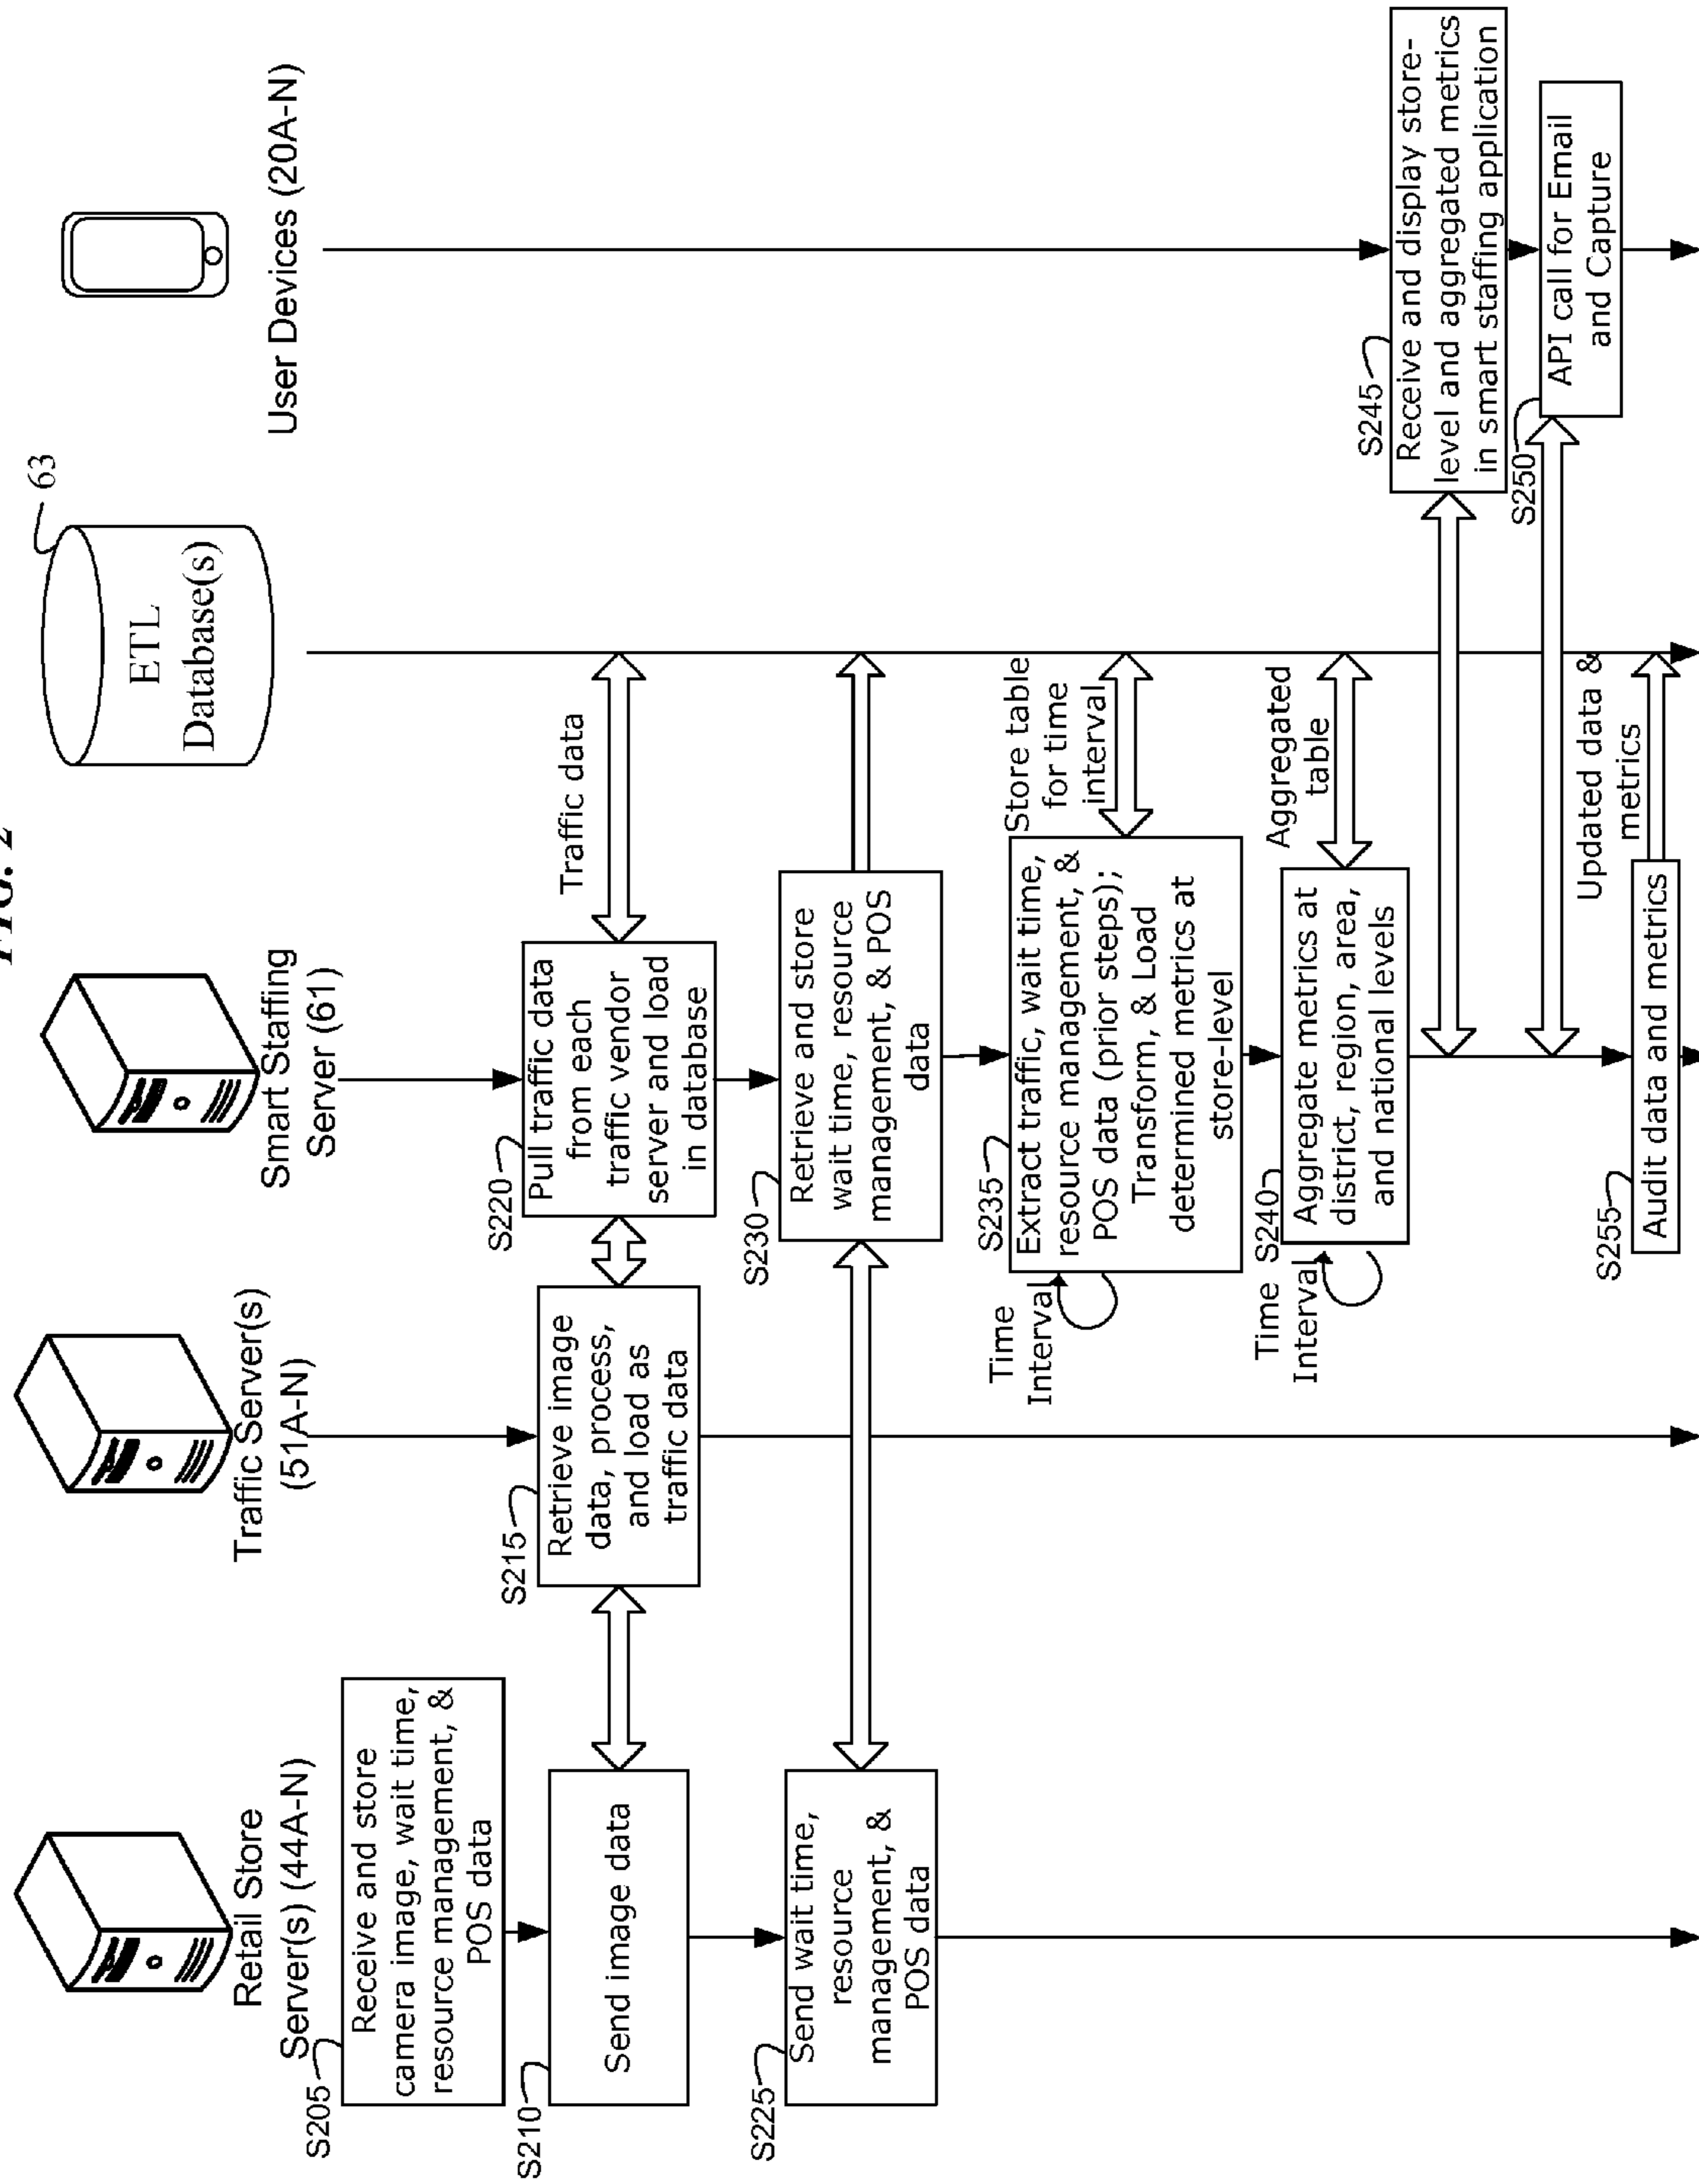 FIG. 2
Retail Store
Server(s) (44A-N)
Traffic Server(s)
(51A-N)
Smart Staffing
Server (61)
ETL
Database(s)
63
User Devices (20A-N)
S205
Receive and store
camera image, wait time,
resource management, &
POS data
S210
Send image data
S215
Retrieve image
data, process,
and load as
traffic data
S220
Pull traffic data
from each
traffic vendor
server and load
in database
Traffic data
S225
Send wait time,
resource
management, &
POS data
S230
Retrieve and store
wait time, resource
management, & POS
data
S235
Extract traffic, wait time,
resource management, &
POS data (prior steps);
Transform, & Load
determined metrics at
store-level
Time
Interval
Store table
for time
interval
S240
Aggregate metrics at
district, region, area,
and national levels
Time
Interval
Aggregated
table
S245
Receive and display store-
level and aggregated metrics
in smart staffing application
S250
API call for Email
and Capture
S255
Audit data and metrics
Updated data &
metrics